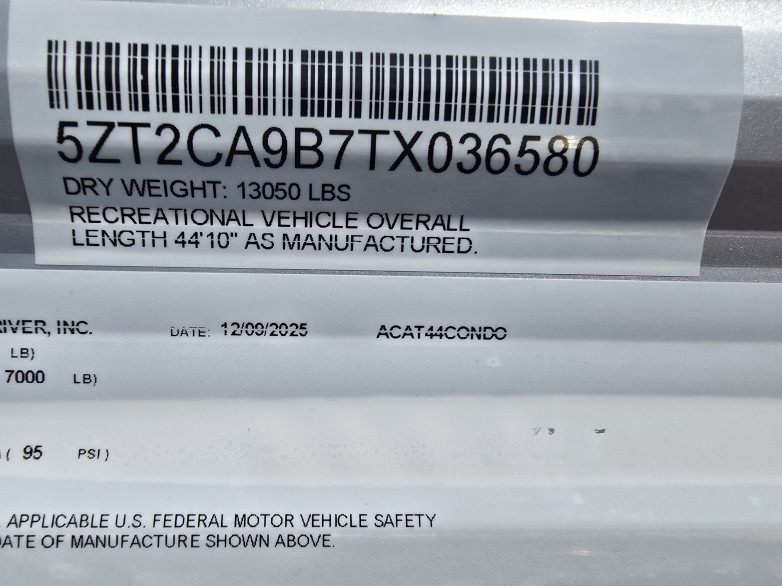 5ZT2CA9B7TX036580
DRY WEIGHT: 13050 LBS
RECREATIONAL VEHICLE OVERALL
LENGTH 44'10" AS MANUFACTURED.
RIVER, INC. DATE: 12/09/2025 ACAT44CONDO
LB)
7000 LB)
( 95 PSI)
APPLICABLE U.S. FEDERAL MOTOR VEHICLE SAFETY
DATE OF MANUFACTURE SHOWN ABOVE.